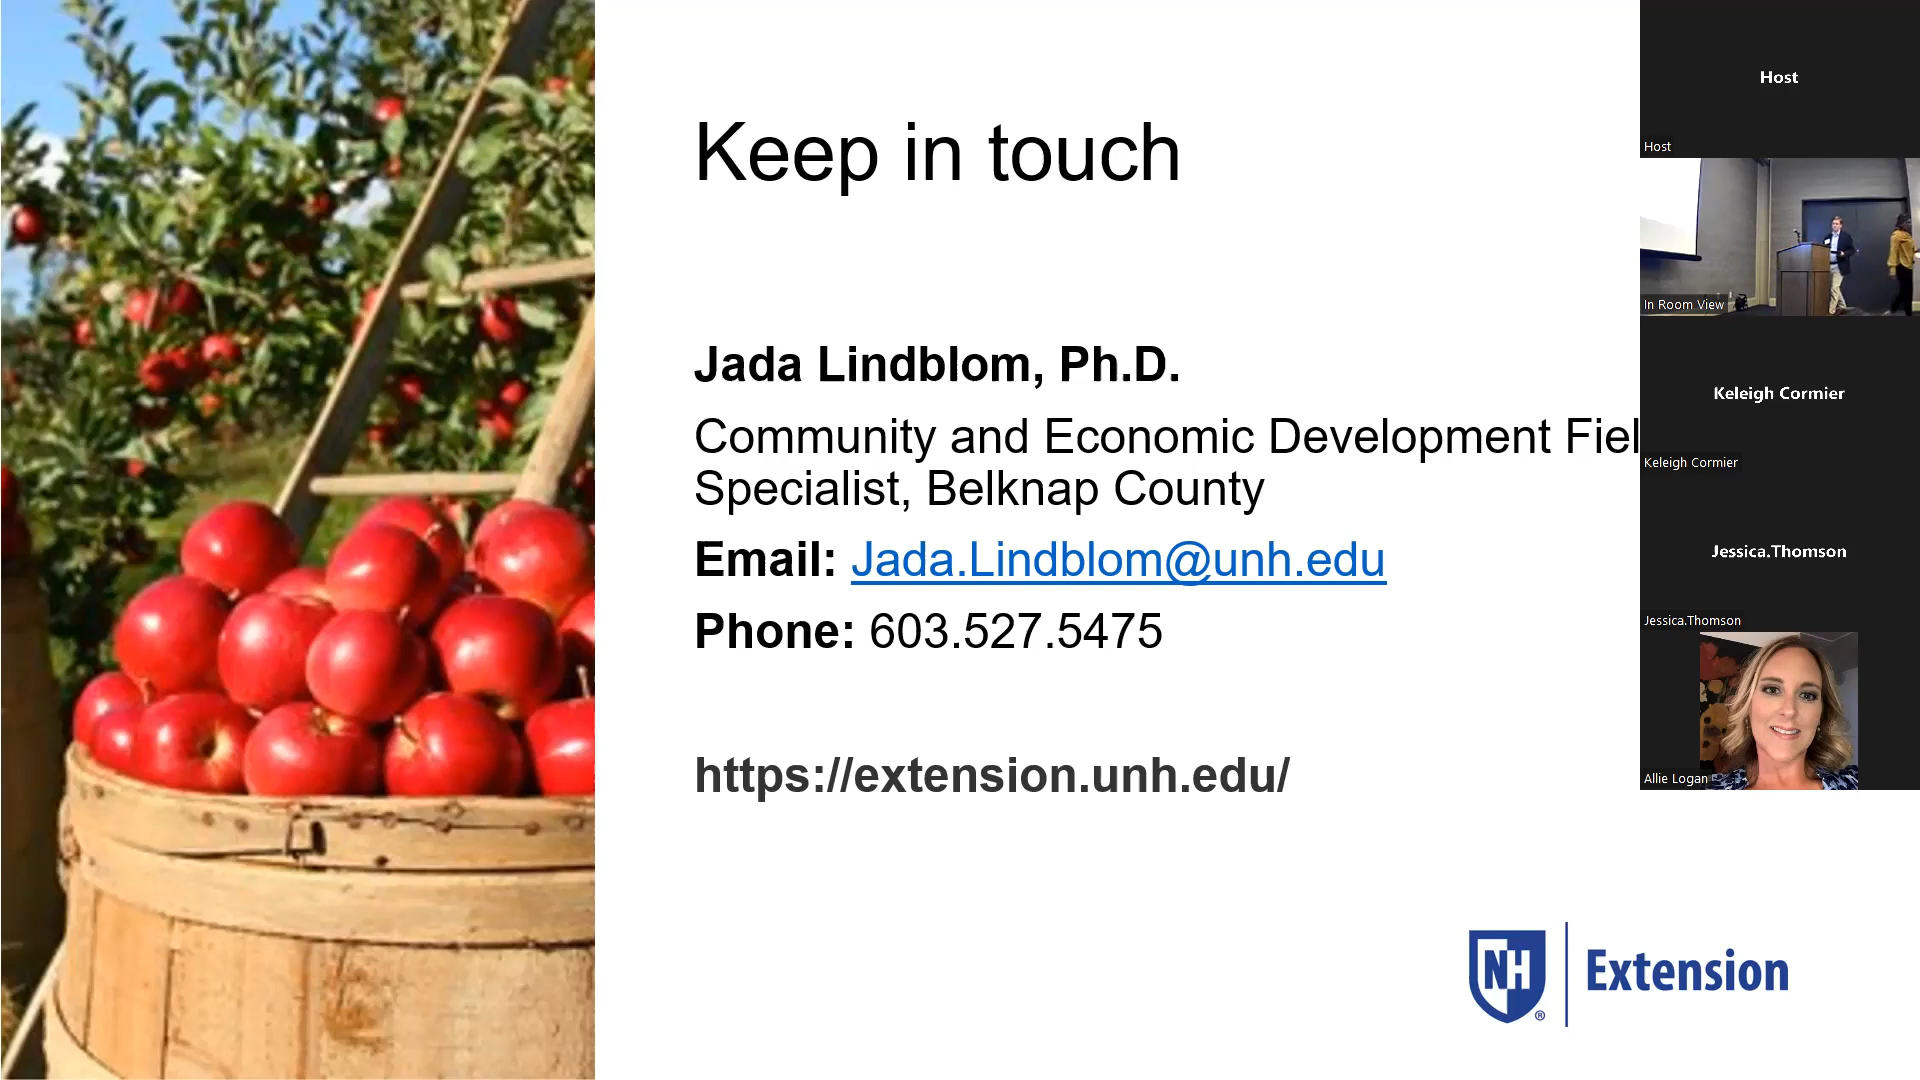 Keep in touch
Jada Lindblom, Ph.D.
Community and Economic Development Fiel
Specialist, Belknap County
Email: Jada.Lindblom@unh.edu
Phone: 603.527.5475
https://extension.unh.edu/
NH
®
Extension
Host
Host
In Room View
Keleigh Cormier
Keleigh Cormier
Jessica.Thomson
Jessica.Thomson
Allie Logan